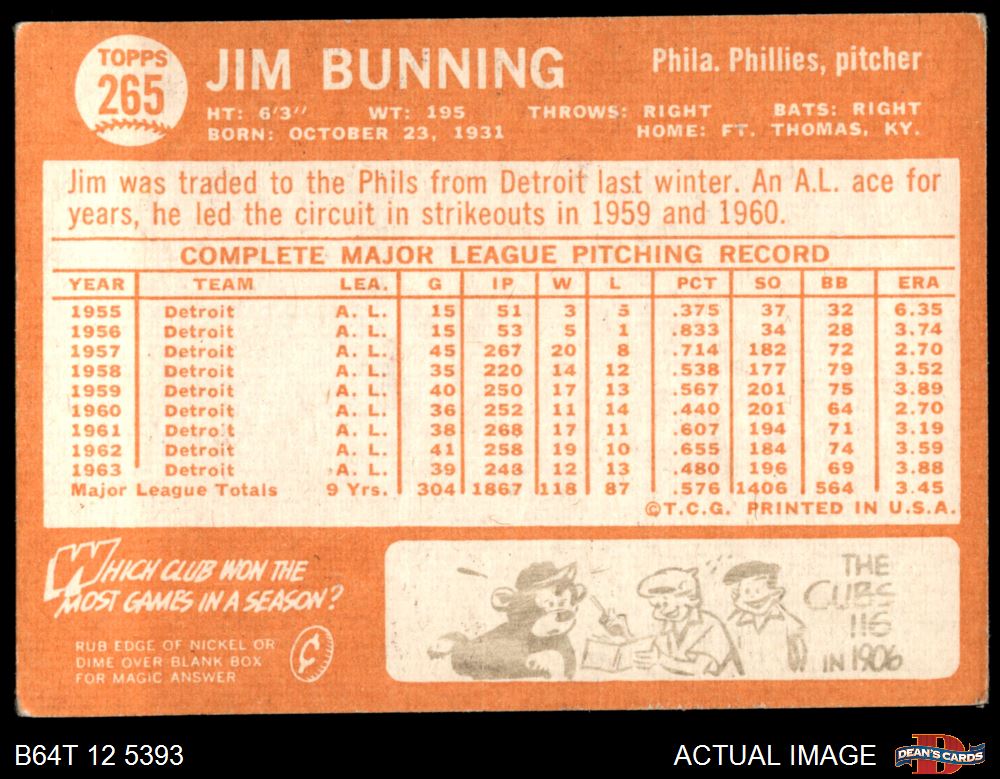 TOPPS
265
JIM BUNNING
Phila. Phillies, pitcher
HT: 6'3" WT: 195 THROWS: RIGHT BATS: RIGHT
BORN: OCTOBER 23, 1931 HOME: FT. THOMAS, KY.
Jim was traded to the Phils from Detroit last winter. An A.L. ace for
years, he led the circuit in strikeouts in 1959 and 1960.
COMPLETE MAJOR LEAGUE PITCHING RECORD
YEAR TEAM LEA. G IP W L PCT SO BB ERA
1955 Detroit A. L. 15 51 3 5 .375 37 32 6.35
1956 Detroit A. L. 15 53 5 1 .833 34 28 3.74
1957 Detroit A. L. 45 267 20 8 .714 182 72 2.70
1958 Detroit A. L. 35 220 14 12 .538 177 79 3.52
1959 Detroit A. L. 40 250 17 13 .567 201 75 3.89
1960 Detroit A. L. 36 252 11 14 .440 201 64 2.70
1961 Detroit A. L. 38 268 17 11 .607 194 71 3.19
1962 Detroit A. L. 41 258 19 10 .655 184 74 3.59
1963 Detroit A. L. 39 248 12 13 .480 196 69 3.88
Major League Totals 9 Yrs. 304 1867 118 87 .576 1406 564 3.45
©T.C.G. PRINTED IN U.S.A.
WHICH CLUB WON THE
MOST GAMES IN A SEASON?
RUB EDGE OF NICKEL OR
DIME OVER BLANK BOX
FOR MAGIC ANSWER
¢
THE
CUBS
116
IN 1906
B64T 12 5393
ACTUAL IMAGE
D
DEAN'S CARDS